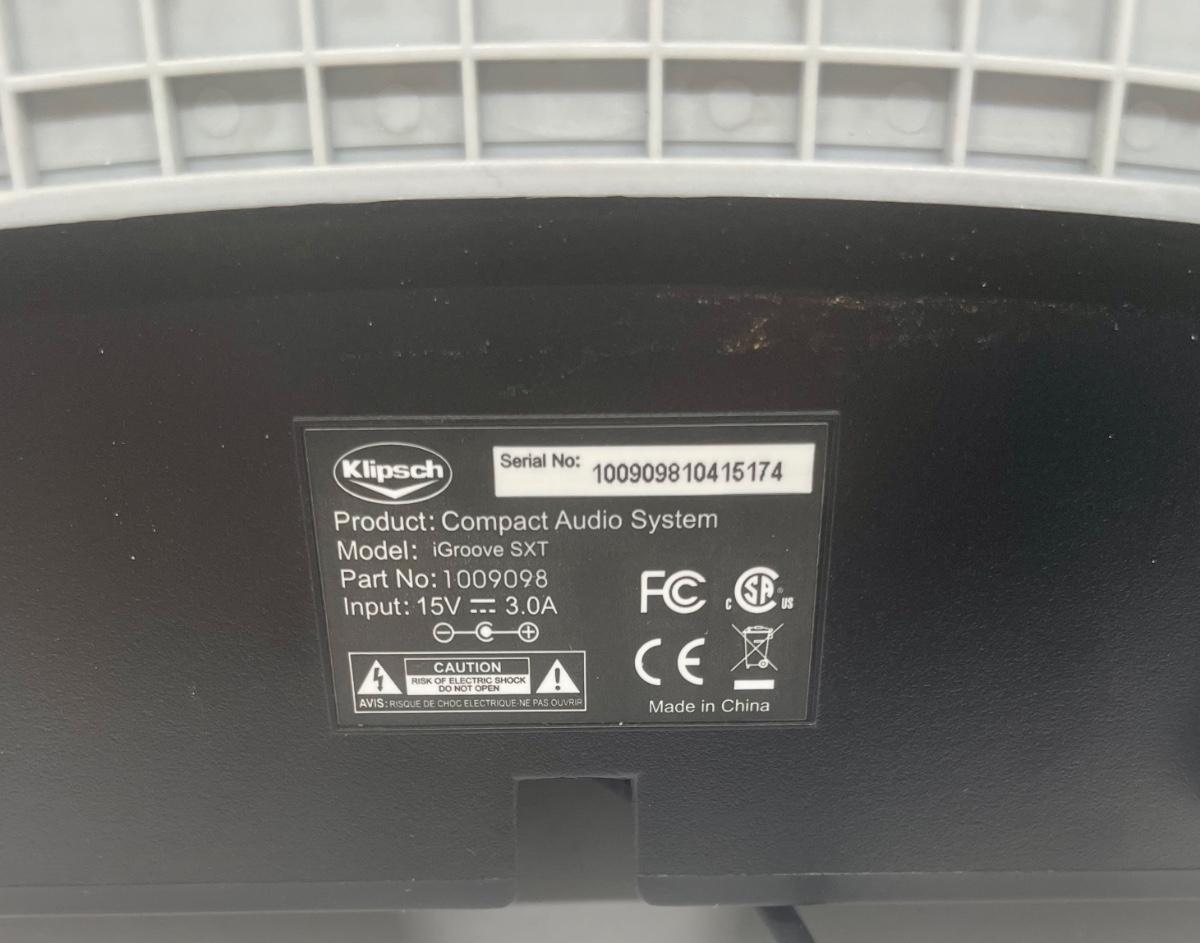 Klipsch
Serial No: 100909810415174
Product: Compact Audio System
Model: iGroove SXT
Part No: 1009098
Input: 15V ⎓ 3.0A
FC
C SA® US
CE
CAUTION
RISK OF ELECTRIC SHOCK
DO NOT OPEN
AVIS: RISQUE DE CHOC ELECTRIQUE-NE PAS OUVRIR
Made in China